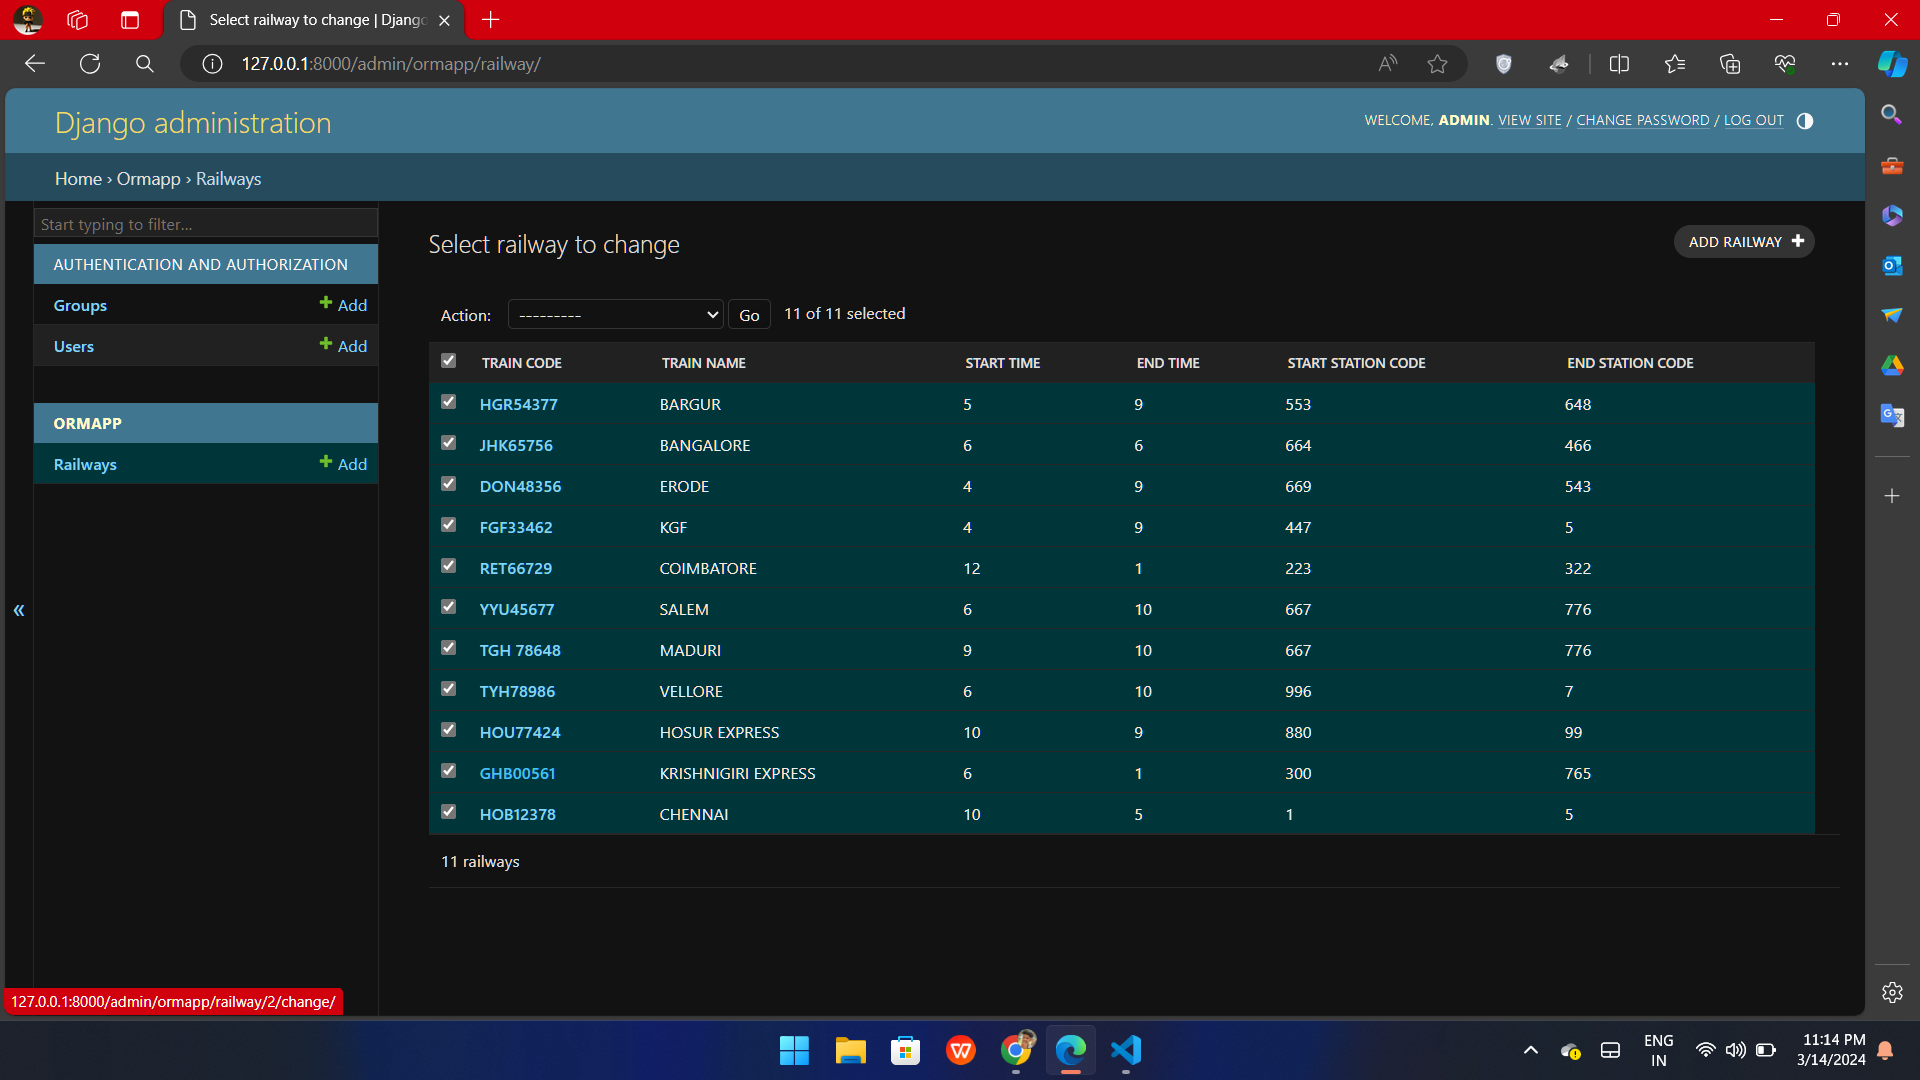 Select railway to change | Django
127.0.0.1:8000/admin/ormapp/railway/
Django administration
WELCOME, ADMIN. VIEW SITE / CHANGE PASSWORD / LOG OUT
Home › Ormapp › Railways
Start typing to filter...
AUTHENTICATION AND AUTHORIZATION
Groups + Add
Users + Add
ORMAPP
Railways + Add
«
Select railway to change
ADD RAILWAY +
Action: --------- Go 11 of 11 selected
TRAIN CODE TRAIN NAME START TIME END TIME START STATION CODE END STATION CODE
HGR54377 BARGUR 5 9 553 648
JHK65756 BANGALORE 6 6 664 466
DON48356 ERODE 4 9 669 543
FGF33462 KGF 4 9 447 5
RET66729 COIMBATORE 12 1 223 322
YYU45677 SALEM 6 10 667 776
TGH 78648 MADURI 9 10 667 776
TYH78986 VELLORE 6 10 996 7
HOU77424 HOSUR EXPRESS 10 9 880 99
GHB00561 KRISHNIGIRI EXPRESS 6 1 300 765
HOB12378 CHENNAI 10 5 1 5
11 railways
127.0.0.1:8000/admin/ormapp/railway/2/change/
ENG
IN
11:14 PM
3/14/2024